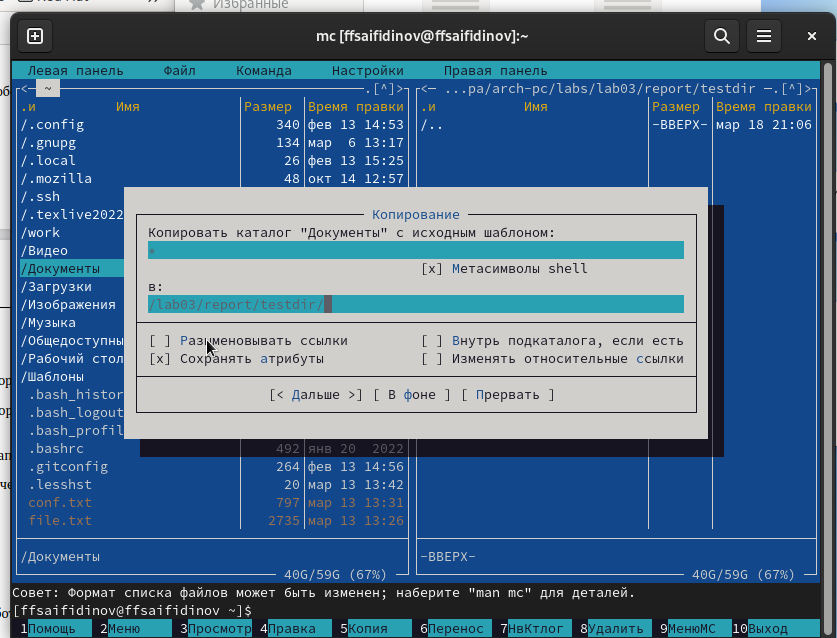 Избранные
mc [ffsaifidinov@ffsaifidinov]:~
Левая панель Файл Команда Настройки Правая панель
<─ ~ .[^]> <─ ...pa/arch-pc/labs/lab03/report/testdir ─.[^]>
.и Имя Размер Время правки .и Имя Размер Время правки
/.config 340 фев 13 14:53 /.. -ВВЕРХ- мар 18 21:06
/.gnupg 134 мар 6 13:17
/.local 26 фев 13 15:25
/.mozilla 48 окт 14 12:57
/.ssh
/.texlive2022
/work
/Видео
/Документы
/Загрузки
/Изображения
/Музыка
/Общедоступны
/Рабочий стол
/Шаблоны
.bash_histor
.bash_logout
.bash_profil
.bashrc 492 янв 20 2022
.gitconfig 264 фев 13 14:56
.lesshst 20 мар 13 13:42
conf.txt 797 мар 13 13:31
file.txt 2735 мар 13 13:26
Копирование
Копировать каталог "Документы" с исходным шаблоном:
*
[x] Метасимволы shell
в:
/lab03/report/testdir/
[ ] Разыменовывать ссылки [ ] Внутрь подкаталога, если есть
[x] Сохранять атрибуты [ ] Изменять относительные ссылки
[< Дальше >] [ В фоне ] [ Прервать ]
/Документы -ВВЕРХ-
40G/59G (67%) 40G/59G (67%)
Совет: Формат списка файлов может быть изменен; наберите "man mc" для деталей.
[ffsaifidinov@ffsaifidinov ~]$
1Помощь 2Меню 3Просмотр 4Правка 5Копия 6Перенос 7НвКтлог 8Удалить 9МенюМС 10Выход